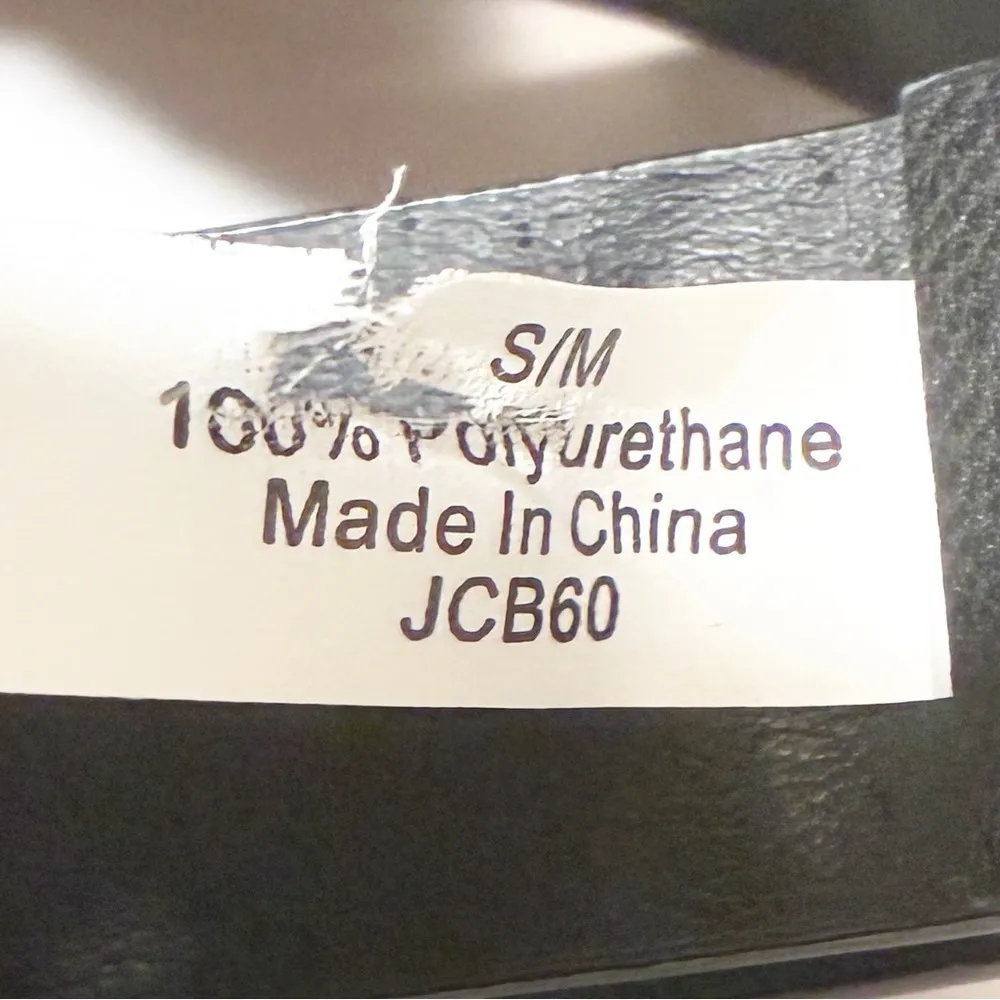 S/M
100% Polyurethane
Made In China
JCB60